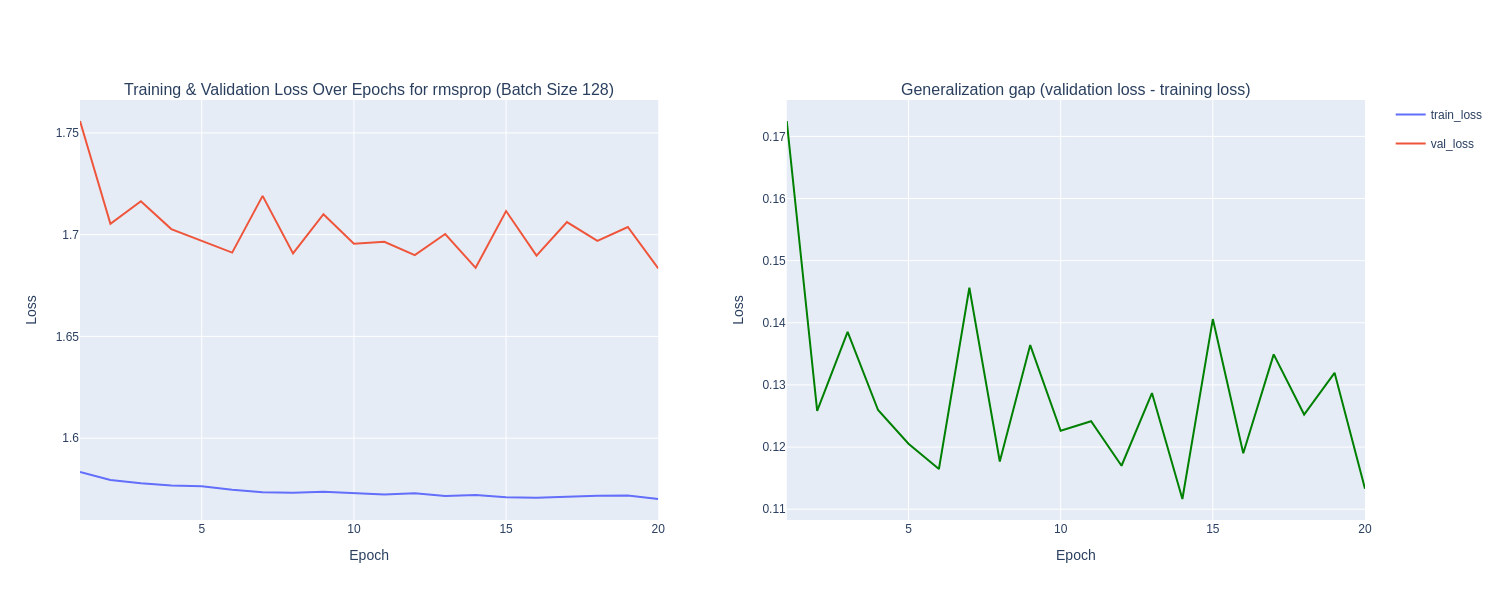 Training & Validation Loss Over Epochs for rmsprop (Batch Size 128)
1.75
1.7
1.65
1.6
Loss
5
10
15
20
Epoch
Generalization gap (validation loss - training loss)
0.17
0.16
0.15
0.14
0.13
0.12
0.11
Loss
5
10
15
20
Epoch
train_loss
val_loss